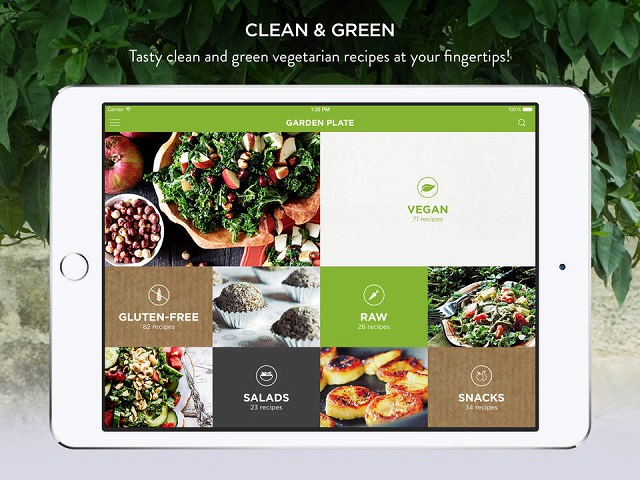 CLEAN & GREEN
Tasty clean and green vegetarian recipes at your fingertips!
Carrier 1:20 PM 100%
GARDEN PLATE
VEGAN
71 recipes
GLUTEN-FREE
82 recipes
RAW
26 recipes
SALADS
23 recipes
SNACKS
34 recipes